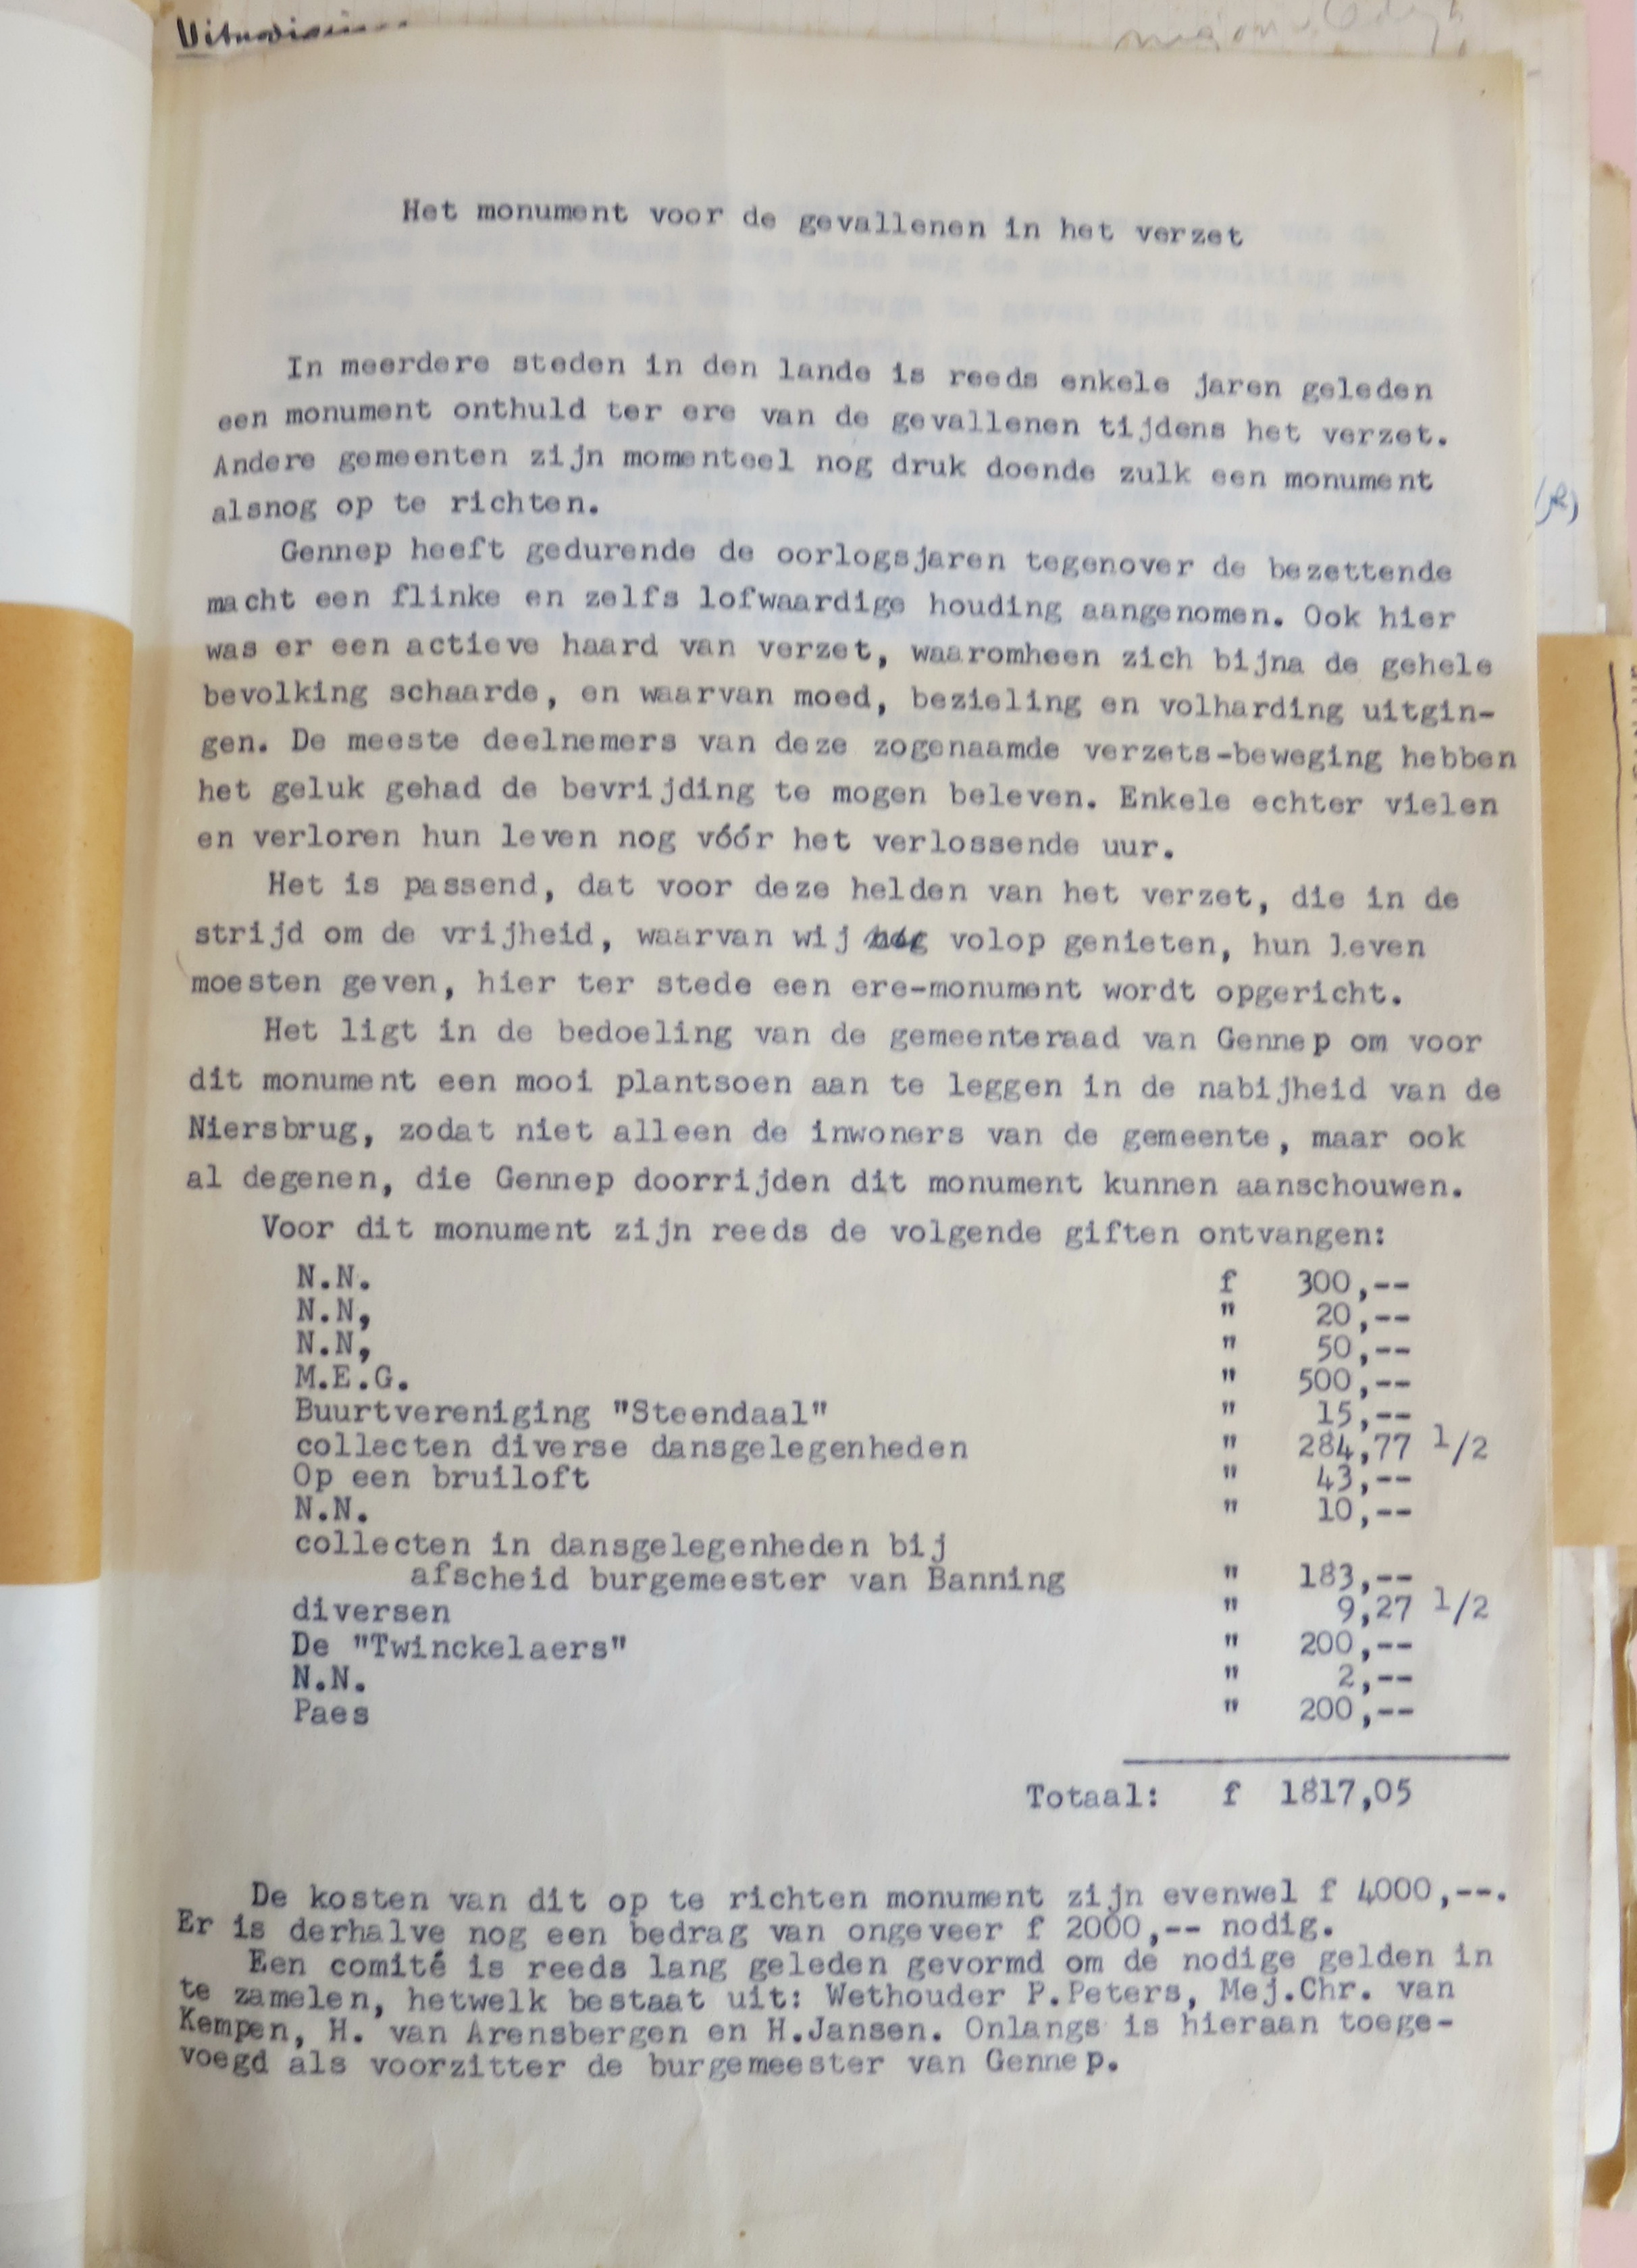 Het monument voor de gevallenen in het verzet
In meerdere steden in den lande is reeds enkele jaren geleden
een monument onthuld ter ere van de gevallenen tijdens het verzet.
Andere gemeenten zijn momenteel nog druk doende zulk een monument
alsnog op te richten.
Gennep heeft gedurende de oorlogsjaren tegenover de bezettende
macht een flinke en zelfs lofwaardige houding aangenomen. Ook hier
was er een actieve haard van verzet, waaromheen zich bijna de gehele
bevolking schaarde, en waarvan moed, bezieling en volharding uitgin-
gen. De meeste deelnemers van deze zogenaamde verzets-beweging hebben
het geluk gehad de bevrijding te mogen beleven. Enkele echter vielen
en verloren hun leven nog vóór het verlossende uur.
Het is passend, dat voor deze helden van het verzet, die in de
strijd om de vrijheid, waarvan wij volop genieten, hun leven
moesten geven, hier ter stede een ere-monument wordt opgericht.
Het ligt in de bedoeling van de gemeenteraad van Gennep om voor
dit monument een mooi plantsoen aan te leggen in de nabijheid van de
Niersbrug, zodat niet alleen de inwoners van de gemeente, maar ook
al degenen, die Gennep doorrijden dit monument kunnen aanschouwen.
Voor dit monument zijn reeds de volgende giften ontvangen:
N.N. f 300,--
N.N, " 20,--
N.N, " 50,--
M.E.G. " 500,--
Buurtvereniging "Steendaal" " 15,--
collecten diverse dansgelegenheden " 284,77 1/2
Op een bruiloft " 43,--
N.N. " 10,--
collecten in dansgelegenheden bij
afscheid burgemeester van Banning " 183,--
diversen " 9,27 1/2
De "Twinckelaers" " 200,--
N.N. " 2,--
Paes " 200,--
Totaal: f 1817,05
De kosten van dit op te richten monument zijn evenwel f 4000,--.
Er is derhalve nog een bedrag van ongeveer f 2000,-- nodig.
Een comité is reeds lang geleden gevormd om de nodige gelden in
te zamelen, hetwelk bestaat uit: Wethouder P.Peters, Mej.Chr. van
Kempen, H. van Arensbergen en H.Jansen. Onlangs is hieraan toege-
voegd als voorzitter de burgemeester van Gennep.